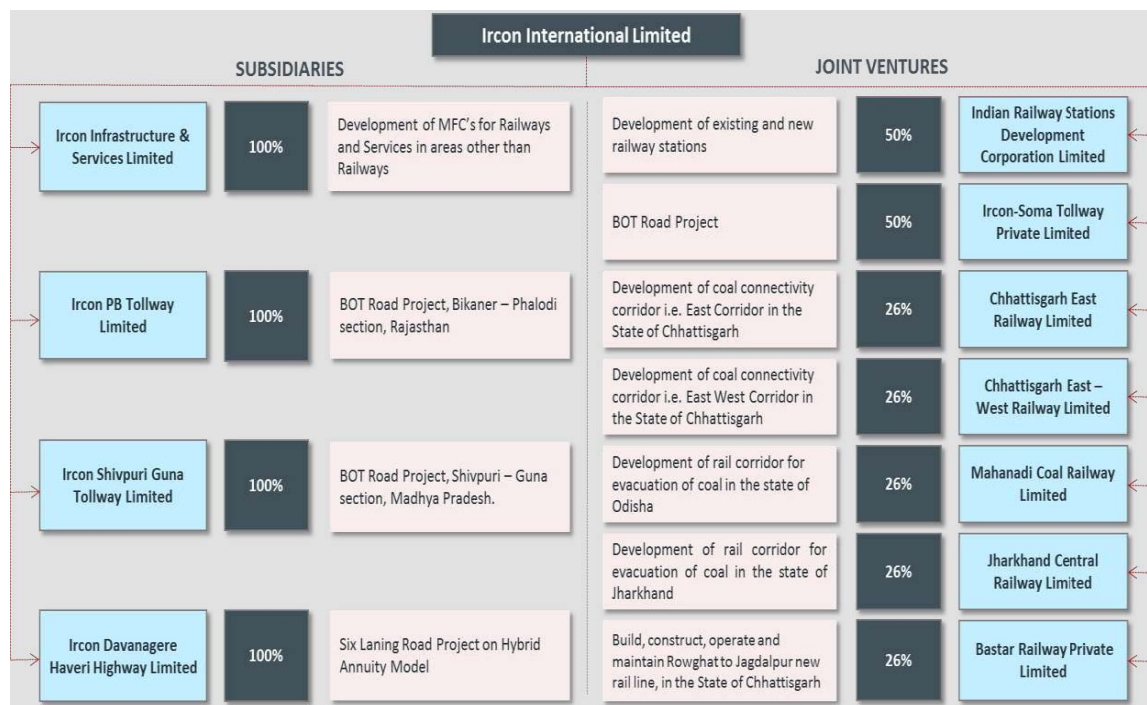 Ircon International Limited
SUBSIDIARIES
Ircon Infrastructure &
Services Limited
100%
Development of MFC's for Railways
and Services in areas other than
Railways
Ircon PB Tollway
Limited
100%
BOT Road Project, Bikaner – Phalodi
section, Rajasthan
Ircon Shivpuri Guna
Tollway Limited
100%
BOT Road Project, Shivpuri – Guna
section, Madhya Pradesh.
Ircon Davanagere
Haveri Highway Limited
100%
Six Laning Road Project on Hybrid
Annuity Model
JOINT VENTURES
Development of existing and new
railway stations
50%
Indian Railway Stations
Development
Corporation Limited
BOT Road Project
50%
Ircon-Soma Tollway
Private Limited
Development of coal connectivity
corridor i.e. East Corridor in the
State of Chhattisgarh
26%
Chhattisgarh East
Railway Limited
Development of coal connectivity
corridor i.e. East West Corridor in
the State of Chhattisgarh
26%
Chhattisgarh East –
West Railway Limited
Development of rail corridor for
evacuation of coal in the state of
Odisha
26%
Mahanadi Coal Railway
Limited
Development of rail corridor for
evacuation of coal in the state of
Jharkhand
26%
Jharkhand Central
Railway Limited
Build, construct, operate and
maintain Rowghat to Jagdalpur new
rail line, in the State of Chhattisgarh
26%
Bastar Railway Private
Limited